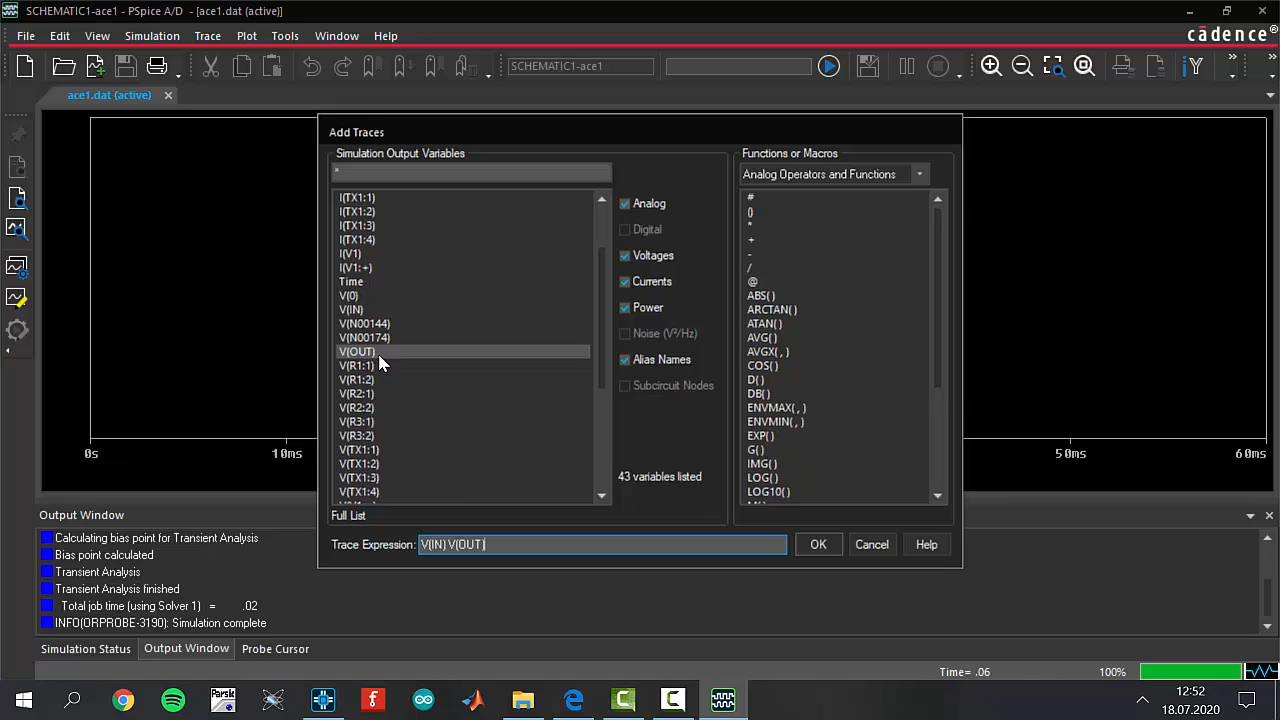 SCHEMATIC1-ace1 - PSpice A/D - [ace1.dat (active)]
File Edit View Simulation Trace Plot Tools Window Help
cādence®
SCHEMATIC1-ace1
ace1.dat (active)
Add Traces
Simulation Output Variables
*
I(TX1:1)
I(TX1:2)
I(TX1:3)
I(TX1:4)
I(V1)
I(V1:+)
Time
V(0)
V(IN)
V(N00144)
V(N00174)
V(OUT)
V(R1:1)
V(R1:2)
V(R2:1)
V(R2:2)
V(R3:1)
V(R3:2)
V(TX1:1)
V(TX1:2)
V(TX1:3)
V(TX1:4)
Full List
Analog
Digital
Voltages
Currents
Power
Noise (V²/Hz)
Alias Names
Subcircuit Nodes
43 variables listed
Functions or Macros
Analog Operators and Functions
#
()
*
+
-
/
@
ABS()
ARCTAN()
ATAN()
AVG()
AVGX(,)
COS()
D()
DB()
ENVMAX(,)
ENVMIN(,)
EXP()
G()
IMG()
LOG()
LOG10()
Trace Expression: V(IN) V(OUT) OK Cancel Help
0s 10ms 50ms 60ms
Output Window
Calculating bias point for Transient Analysis
Bias point calculated
Transient Analysis
Transient Analysis finished
Total job time (using Solver 1) = .02
INFO(ORPROBE-3190): Simulation complete
Simulation Status Output Window Probe Cursor
Time= .06 100%
Parsik
12:52
18.07.2020